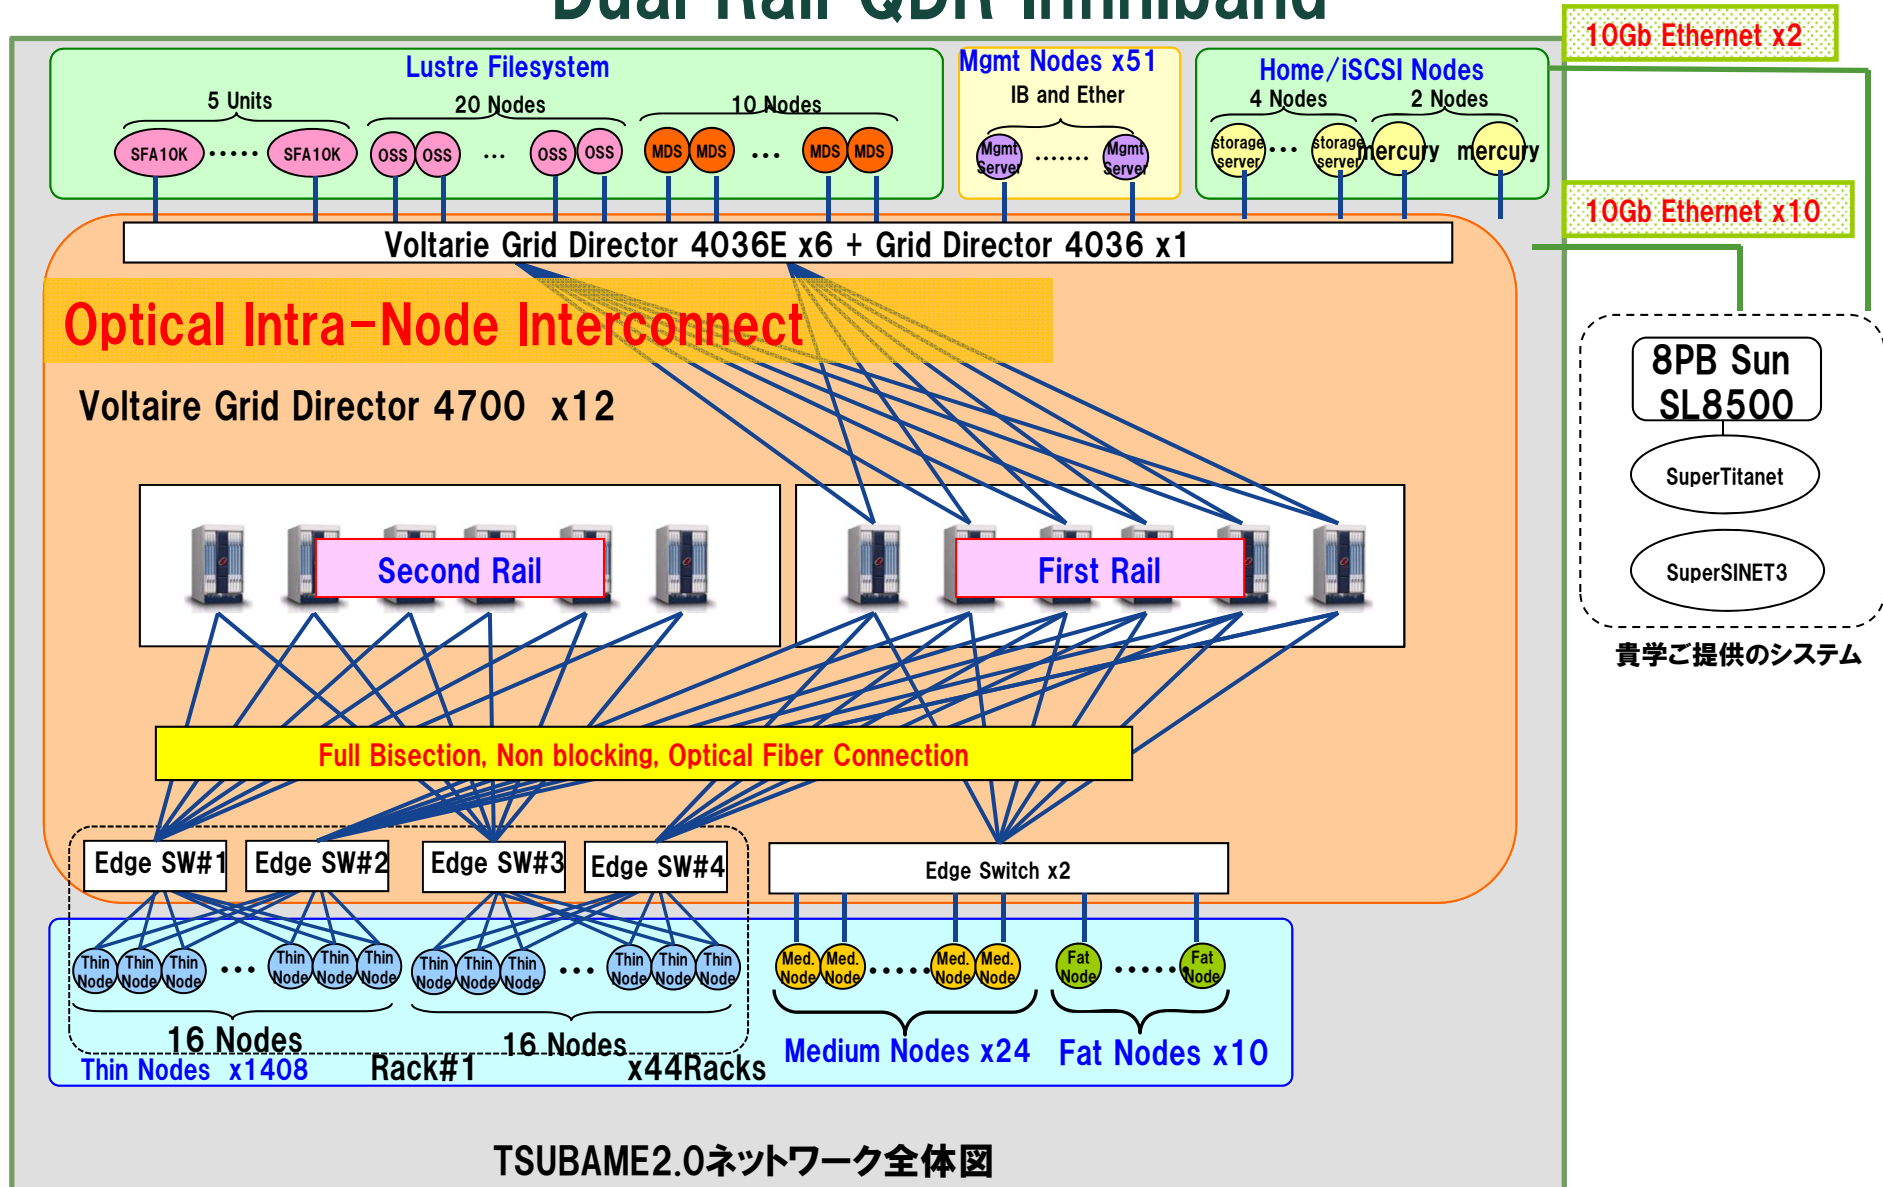 Dual Rail QDR Infiniband
10Gb Ethernet x2
Lustre Filesystem
5 Units
20 Nodes
10 Nodes
SFA10K
SFA10K
OSS
OSS
...
OSS
OSS
MDS
MDS
...
MDS
MDS
Mgmt Nodes x51
IB and Ether
Mgmt
Server
Mgmt
Server
Home/iSCSI Nodes
4 Nodes
2 Nodes
storage
server
storage
server
mercury
mercury
10Gb Ethernet x10
Voltarie Grid Director 4036E x6 + Grid Director 4036 x1
Optical Intra-Node Interconnect
Voltaire Grid Director 4700 x12
8PB Sun
SL8500
SuperTitanet
SuperSINET3
貴学ご提供のシステム
Second Rail
First Rail
Full Bisection, Non blocking, Optical Fiber Connection
Edge SW#1
Edge SW#2
Edge SW#3
Edge SW#4
Edge Switch x2
Thin
Node
Thin
Node
Thin
Node
...
Thin
Node
Thin
Node
Thin
Node
Thin
Node
Thin
Node
Thin
Node
...
Thin
Node
Thin
Node
Thin
Node
Med.
Node
Med.
Node
Med.
Node
Med.
Node
Fat
Node
Fat
Node
16 Nodes
16 Nodes
Medium Nodes x24
Fat Nodes x10
Thin Nodes x1408
Rack#1
x44Racks
TSUBAME2.0ネットワーク全体図